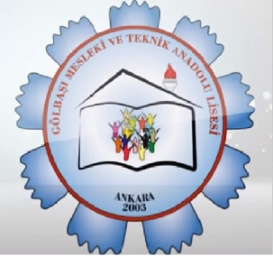 GÖLBAŞI MESLEKİ VE TEKNİK ANADOLU LİSESİ
ANKARA
2003